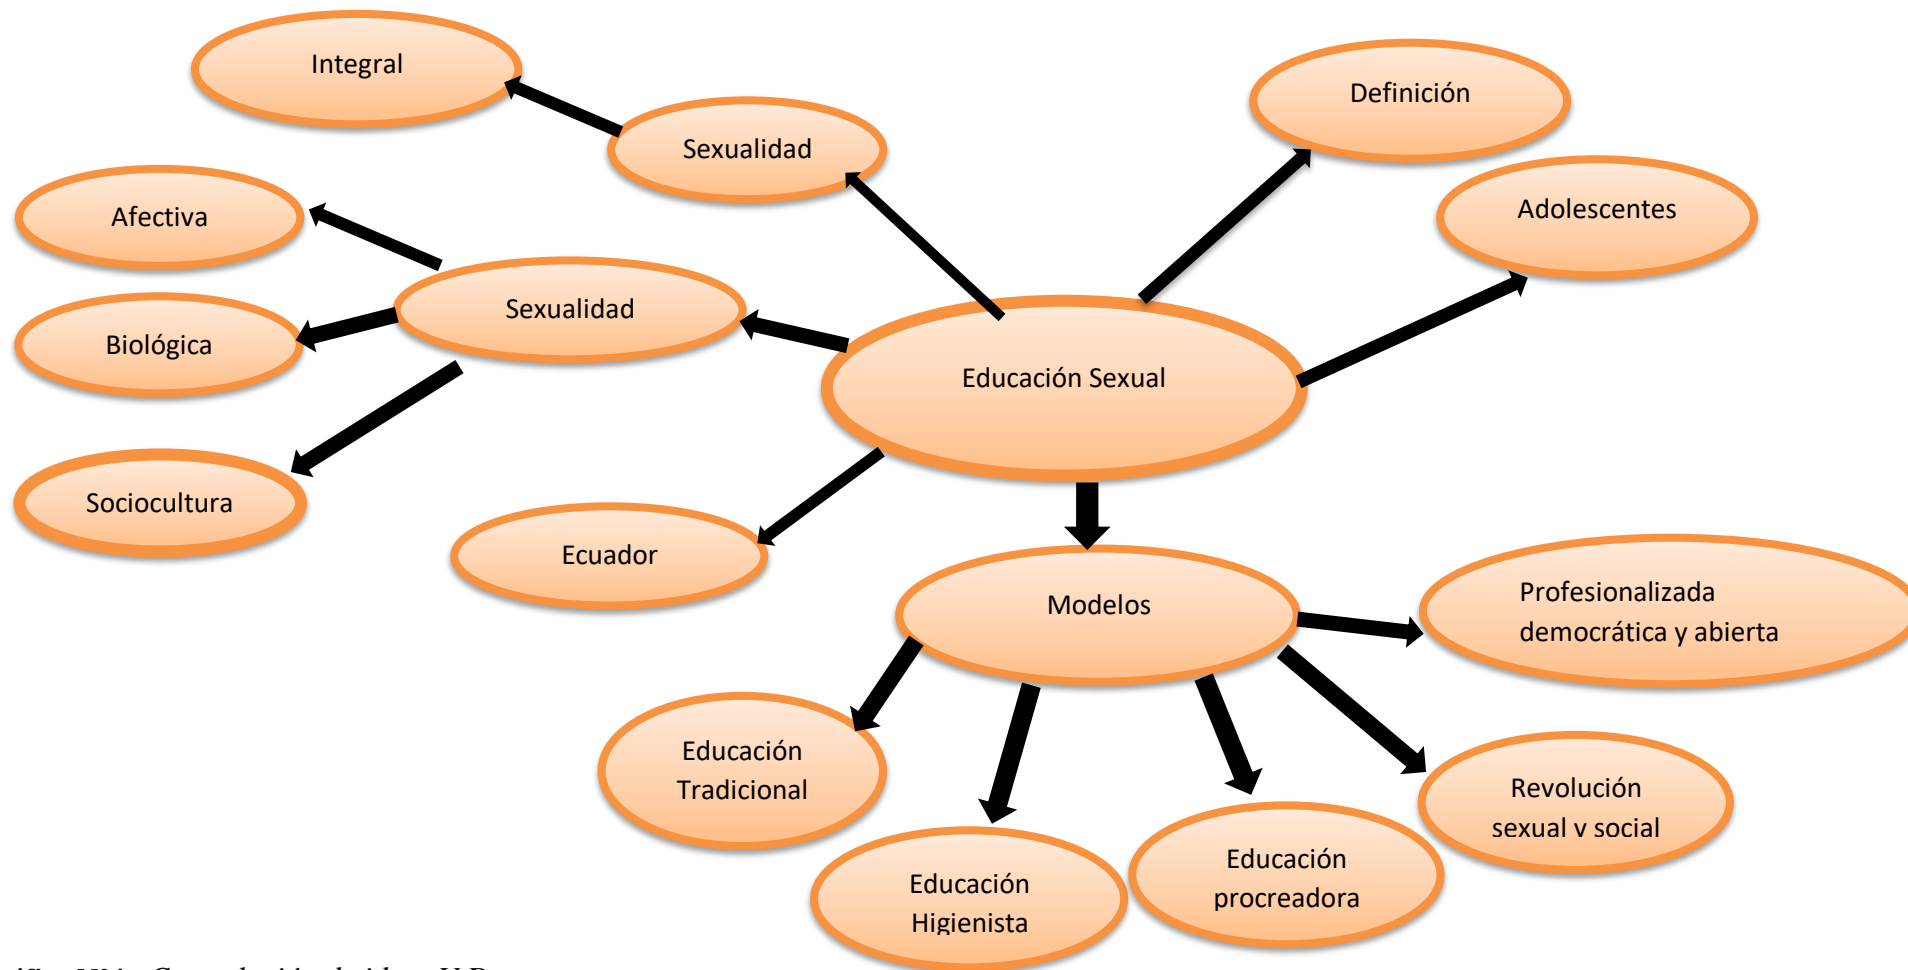 Integral
Definición
Sexualidad
Adolescentes
Afectiva
Sexualidad
Biológica
Educación Sexual
Sociocultura
Ecuador
Modelos
Profesionalizada
democrática y abierta
Educación
Tradicional
Revolución
sexual y social
Educación
procreadora
Educación
Higienista